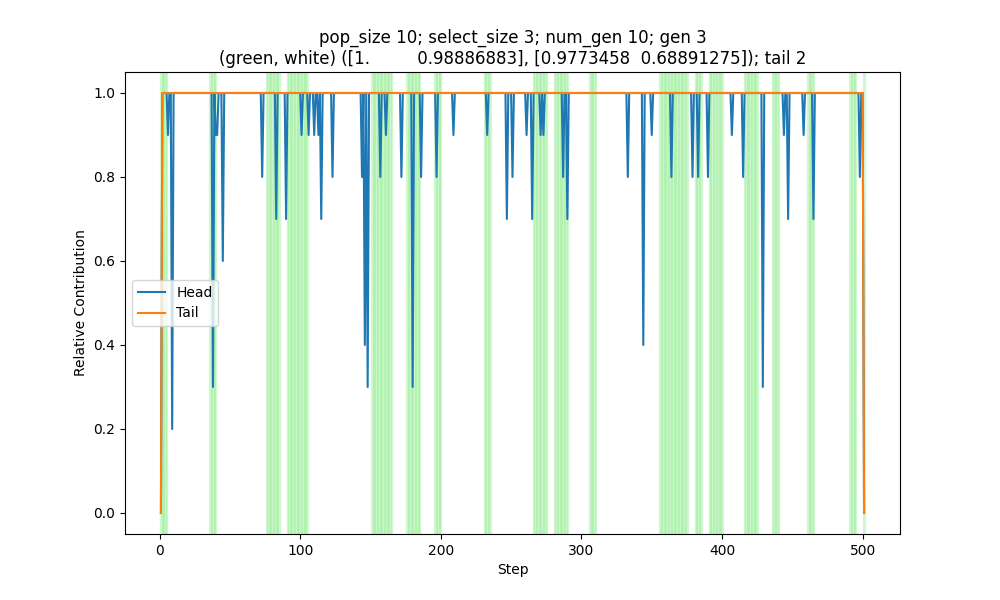 pop_size 10; select_size 3; num_gen 10; gen 3
(green, white) ([1.         0.98886883], [0.9773458  0.68891275]); tail 2
1.0
0.8
0.6
0.4
0.2
0.0
Relative Contribution
Head
Tail
0
100
200
300
400
500
Step